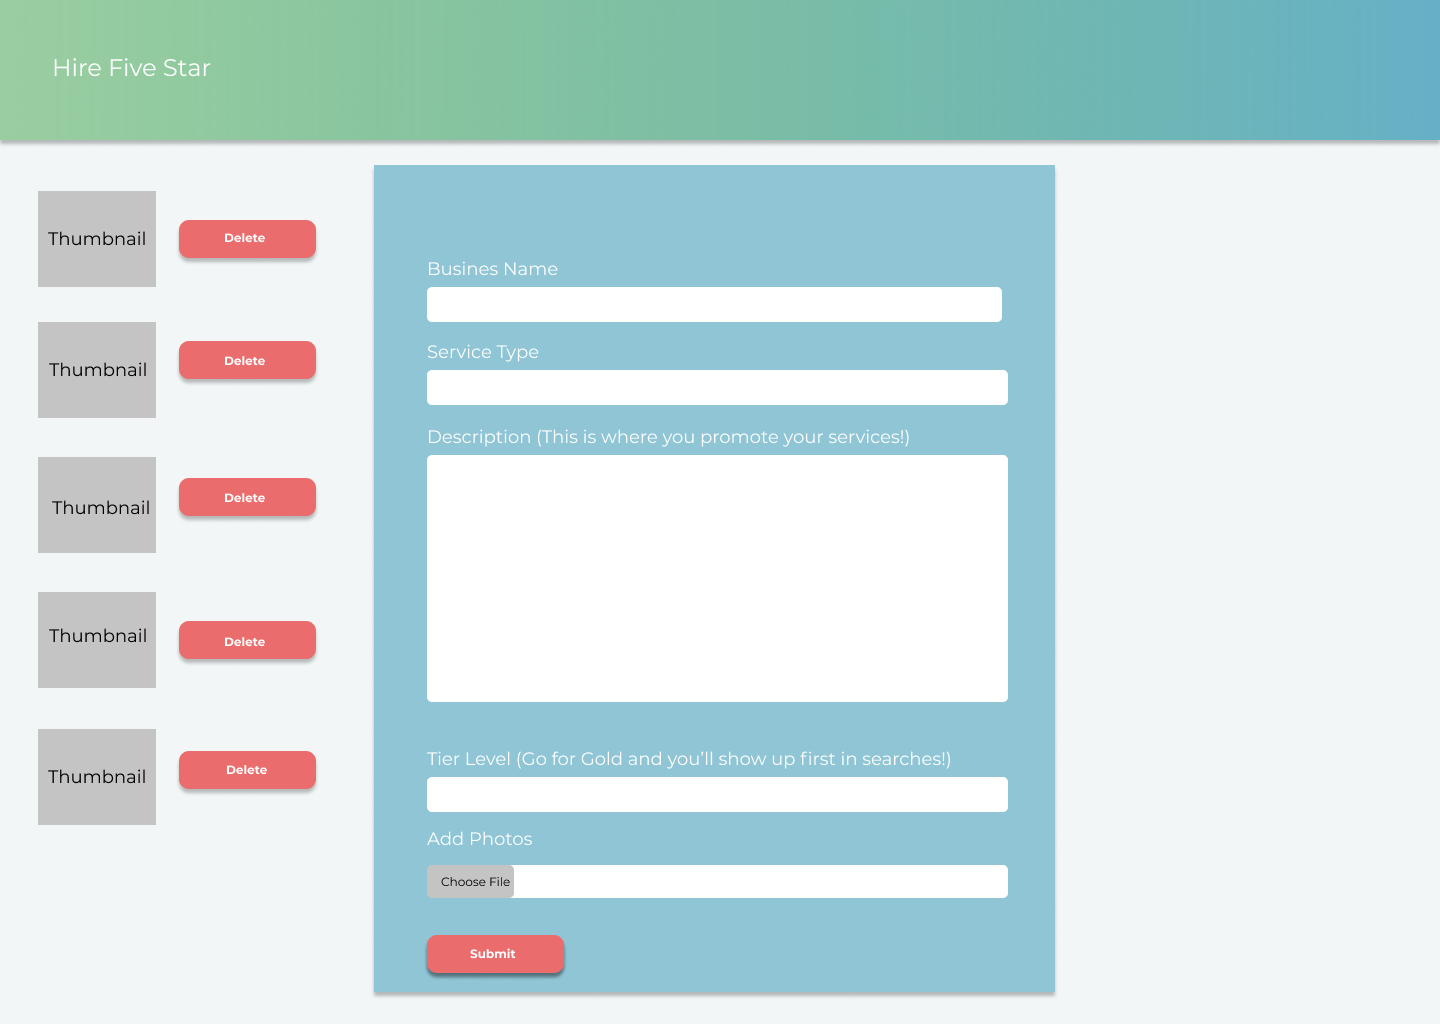 Hire Five Star
Thumbnail
Delete
Thumbnail
Delete
Thumbnail
Delete
Thumbnail
Delete
Thumbnail
Delete
Busines Name
Service Type
Description (This is where you promote your services!)
Tier Level (Go for Gold and you’ll show up first in searches!)
Add Photos
Choose File
Submit